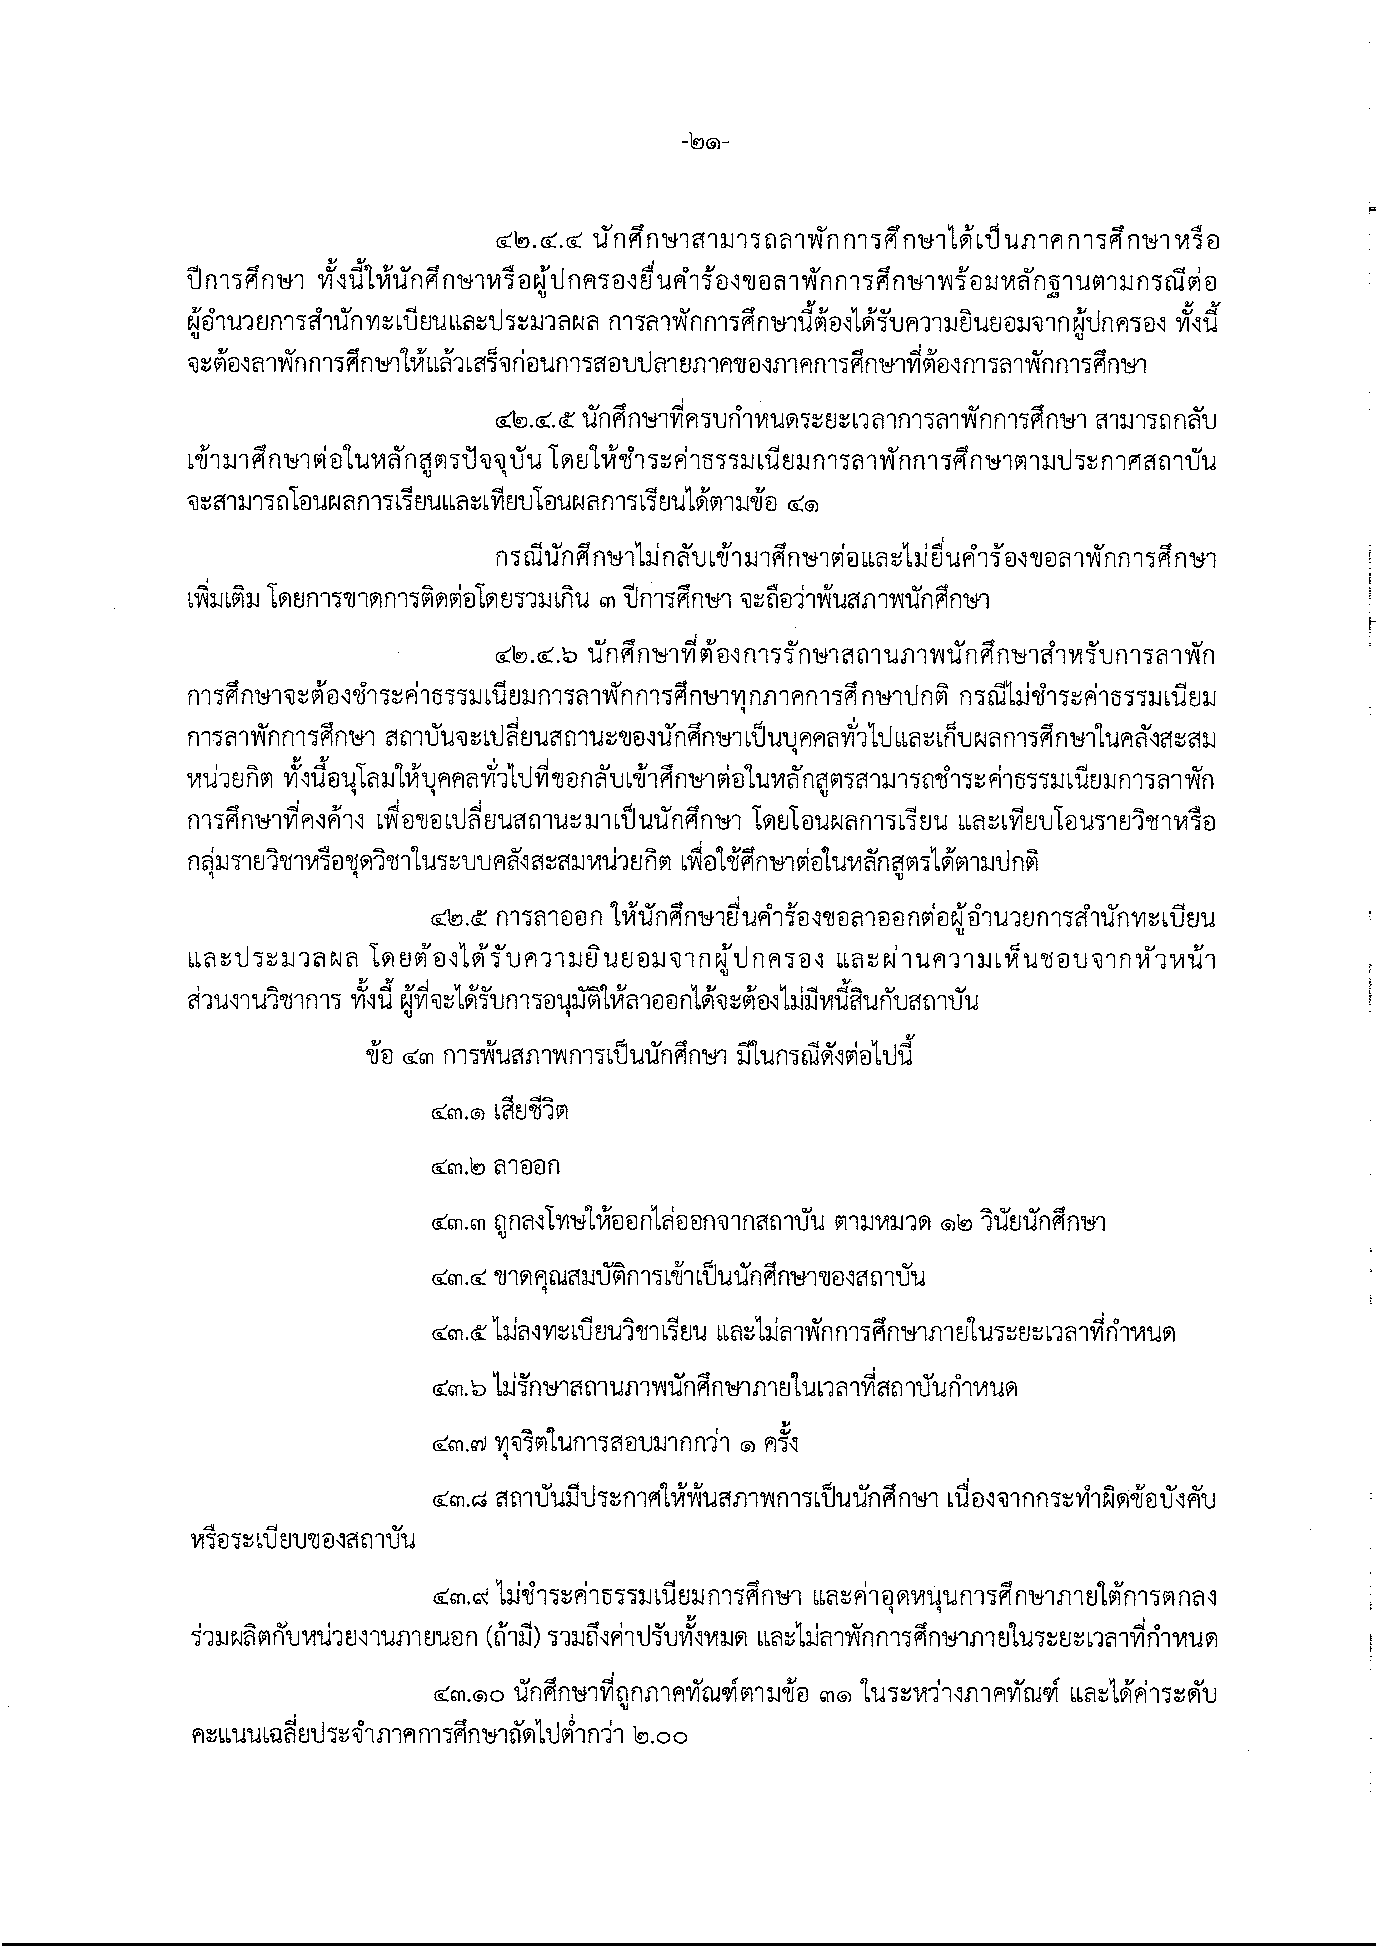 -๒๑-
๔๒.๔.๔ นักศึกษาสามารถลาพักการศึกษาได้เป็นภาคการศึกษาหรือ
ปีการศึกษา ทั้งนี้ให้นักศึกษาหรือผู้ปกครองยื่นคำร้องขอลาพักการศึกษาพร้อมหลักฐานตามกรณีต่อ
ผู้อำนวยการสำนักทะเบียนและประมวลผล การลาพักการศึกษานี้ต้องได้รับความยินยอมจากผู้ปกครอง ทั้งนี้
จะต้องลาพักการศึกษาให้แล้วเสร็จก่อนการสอบปลายภาคของภาคการศึกษาที่ต้องการลาพักการศึกษา
๔๒.๔.๕ นักศึกษาที่ครบกำหนดระยะเวลาการลาพักการศึกษา สามารถกลับ
เข้ามาศึกษาต่อในหลักสูตรปัจจุบัน โดยให้ชำระค่าธรรมเนียมการลาพักการศึกษาตามประกาศสถาบัน
จะสามารถโอนผลการเรียนและเทียบโอนผลการเรียนได้ตามข้อ ๔๑
กรณีนักศึกษาไม่กลับเข้ามาศึกษาต่อและไม่ยื่นคำร้องขอลาพักการศึกษา
เพิ่มเติม โดยการขาดการติดต่อโดยรวมเกิน ๓ ปีการศึกษา จะถือว่าพ้นสภาพนักศึกษา
๔๒.๔.๖ นักศึกษาที่ต้องการรักษาสถานภาพนักศึกษาสำหรับการลาพัก
การศึกษาจะต้องชำระค่าธรรมเนียมการลาพักการศึกษาทุกภาคการศึกษาปกติ กรณีไม่ชำระค่าธรรมเนียม
การลาพักการศึกษา สถาบันจะเปลี่ยนสถานะของนักศึกษาเป็นบุคคลทั่วไปและเก็บผลการศึกษาในคลังสะสม
หน่วยกิต ทั้งนี้อนุโลมให้บุคคลทั่วไปที่ขอกลับเข้าศึกษาต่อในหลักสูตรสามารถชำระค่าธรรมเนียมการลาพัก
การศึกษาที่คงค้าง เพื่อขอเปลี่ยนสถานะมาเป็นนักศึกษา โดยโอนผลการเรียน และเทียบโอนรายวิชาหรือ
กลุ่มรายวิชาหรือชุดวิชาในระบบคลังสะสมหน่วยกิต เพื่อใช้ศึกษาต่อในหลักสูตรได้ตามปกติ
๔๒.๕ การลาออก ให้นักศึกษายื่นคำร้องขอลาออกต่อผู้อำนวยการสำนักทะเบียน
และประมวลผล โดยต้องได้รับความยินยอมจากผู้ปกครอง และผ่านความเห็นชอบจากหัวหน้า
ส่วนงานวิชาการ ทั้งนี้ ผู้ที่จะได้รับการอนุมัติให้ลาออกได้จะต้องไม่มีหนี้สินกับสถาบัน
ข้อ ๔๓ การพ้นสภาพการเป็นนักศึกษา มีในกรณีดังต่อไปนี้
๔๓.๑ เสียชีวิต
๔๓.๒ ลาออก
๔๓.๓ ถูกลงโทษให้ออกไล่ออกจากสถาบัน ตามหมวด ๑๒ วินัยนักศึกษา
๔๓.๔ ขาดคุณสมบัติการเข้าเป็นนักศึกษาของสถาบัน
๔๓.๕ ไม่ลงทะเบียนวิชาเรียน และไม่ลาพักการศึกษาภายในระยะเวลาที่กำหนด
๔๓.๖ ไม่รักษาสถานภาพนักศึกษาภายในเวลาที่สถาบันกำหนด
๔๓.๗ ทุจริตในการสอบมากกว่า ๑ ครั้ง
๔๓.๘ สถาบันมีประกาศให้พ้นสภาพการเป็นนักศึกษา เนื่องจากกระทำผิดข้อบังคับ
หรือระเบียบของสถาบัน
๔๓.๙ ไม่ชำระค่าธรรมเนียมการศึกษา และค่าอุดหนุนการศึกษาภายใต้การตกลง
ร่วมผลิตกับหน่วยงานภายนอก (ถ้ามี) รวมถึงค่าปรับทั้งหมด และไม่ลาพักการศึกษาภายในระยะเวลาที่กำหนด
๔๓.๑๐ นักศึกษาที่ถูกภาคทัณฑ์ตามข้อ ๓๑ ในระหว่างภาคทัณฑ์ และได้ค่าระดับ
คะแนนเฉลี่ยประจำภาคการศึกษาถัดไปต่ำกว่า ๒.๐๐